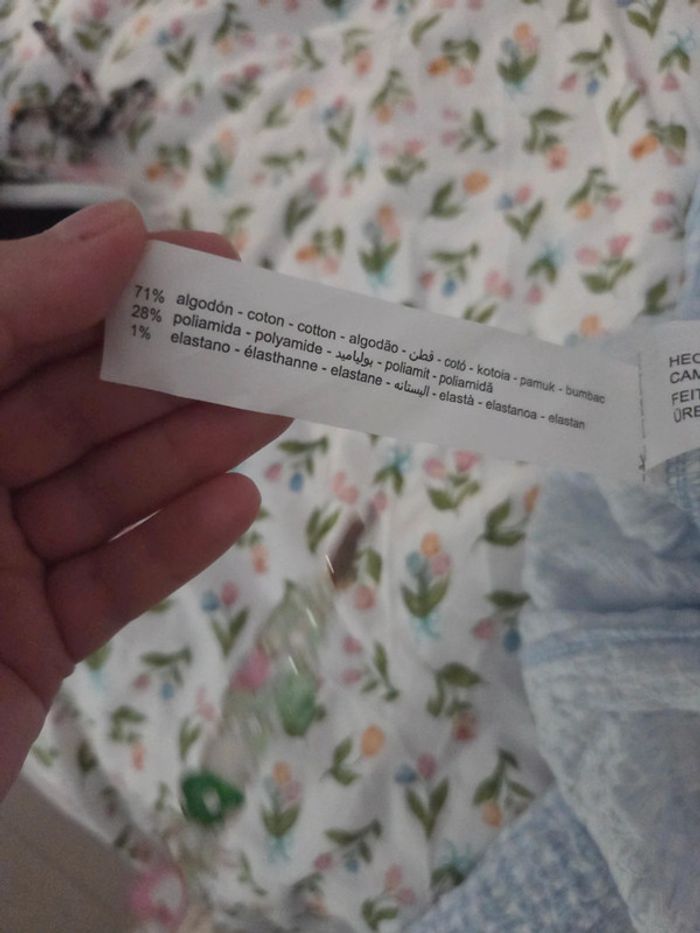 71% algodón - coton - cotton - algodão - قطن - cotó - kotoia - pamuk - bumbac
28% poliamida - polyamide - بولياميد - poliamit - poliamidă
1% elastano - élasthanne - elastane - اليستانه - elastà - elastanoa - elastan